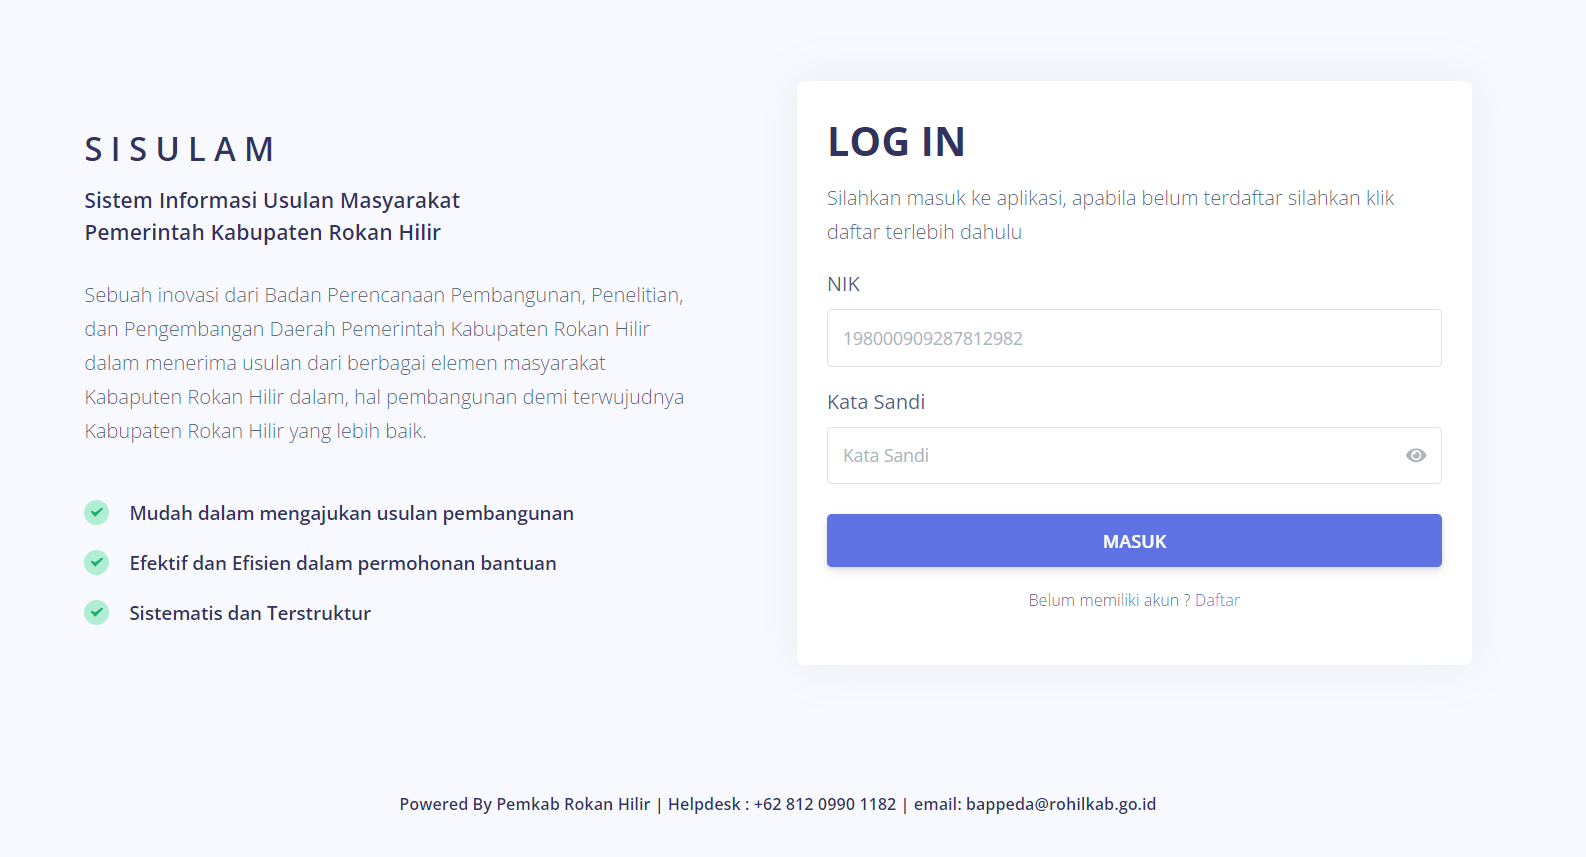 S I S U L A M
Sistem Informasi Usulan Masyarakat
Pemerintah Kabupaten Rokan Hilir
Sebuah inovasi dari Badan Perencanaan Pembangunan, Penelitian,
dan Pengembangan Daerah Pemerintah Kabupaten Rokan Hilir
dalam menerima usulan dari berbagai elemen masyarakat
Kabaputen Rokan Hilir dalam, hal pembangunan demi terwujudnya
Kabupaten Rokan Hilir yang lebih baik.
Mudah dalam mengajukan usulan pembangunan
Efektif dan Efisien dalam permohonan bantuan
Sistematis dan Terstruktur
LOG IN
Silahkan masuk ke aplikasi, apabila belum terdaftar silahkan klik
daftar terlebih dahulu
NIK
198000909287812982
Kata Sandi
Kata Sandi
MASUK
Belum memiliki akun ? Daftar
Powered By Pemkab Rokan Hilir | Helpdesk : +62 812 0990 1182 | email: bappeda@rohilkab.go.id